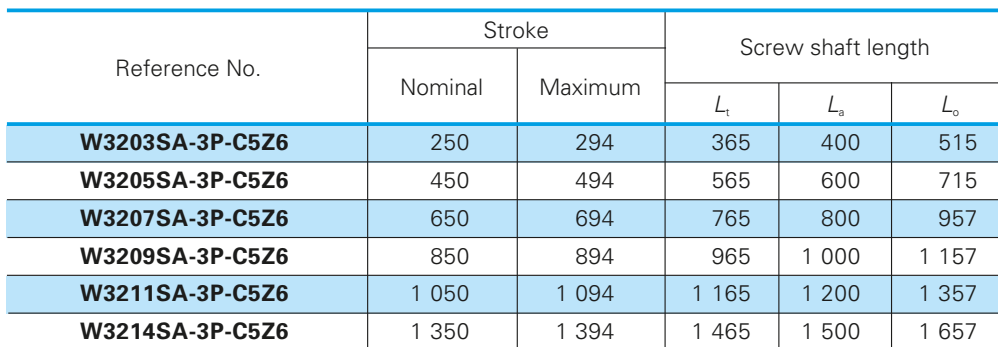 Reference No. Stroke Screw shaft length
Nominal Maximum
Lt La Lo
W3203SA-3P-C5Z6 250 294 365 400 515
W3205SA-3P-C5Z6 450 494 565 600 715
W3207SA-3P-C5Z6 650 694 765 800 957
W3209SA-3P-C5Z6 850 894 965 1 000 1 157
W3211SA-3P-C5Z6 1 050 1 094 1 165 1 200 1 357
W3214SA-3P-C5Z6 1 350 1 394 1 465 1 500 1 657